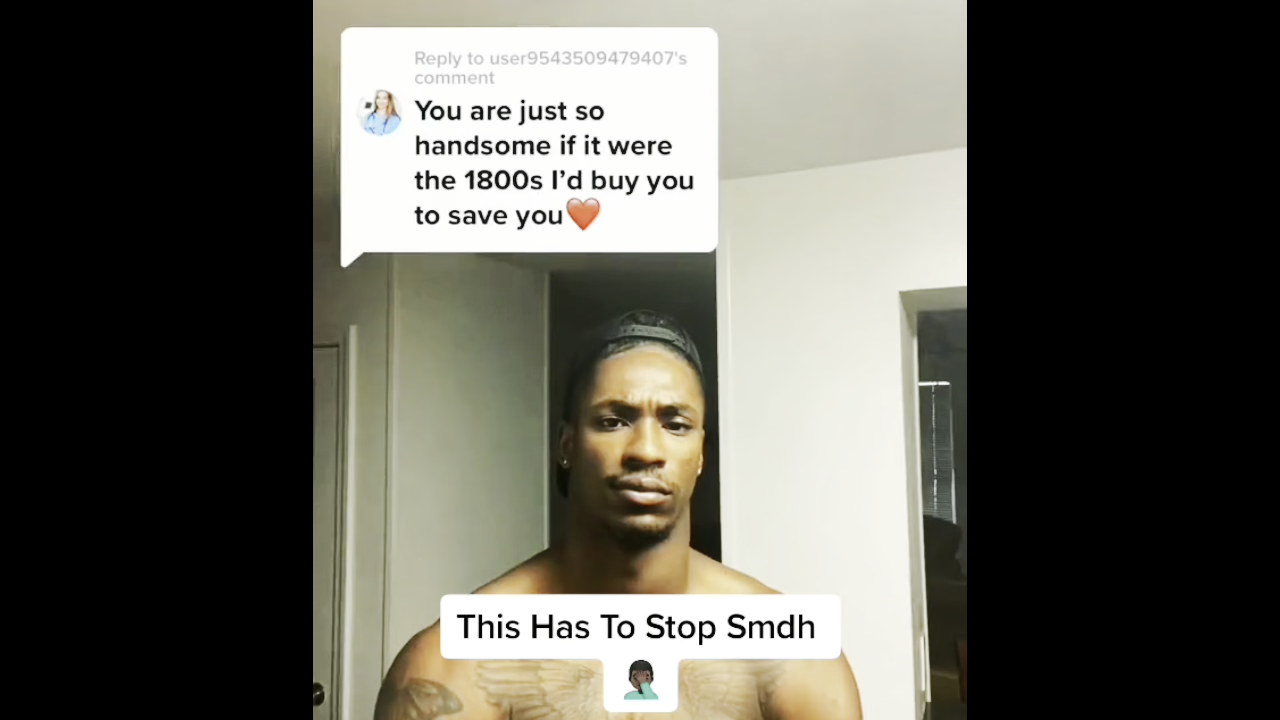 Reply to user9543509479407's
comment
You are just so
handsome if it were
the 1800s I’d buy you
to save you❤️
This Has To Stop Smdh
🤦🏿‍♂️